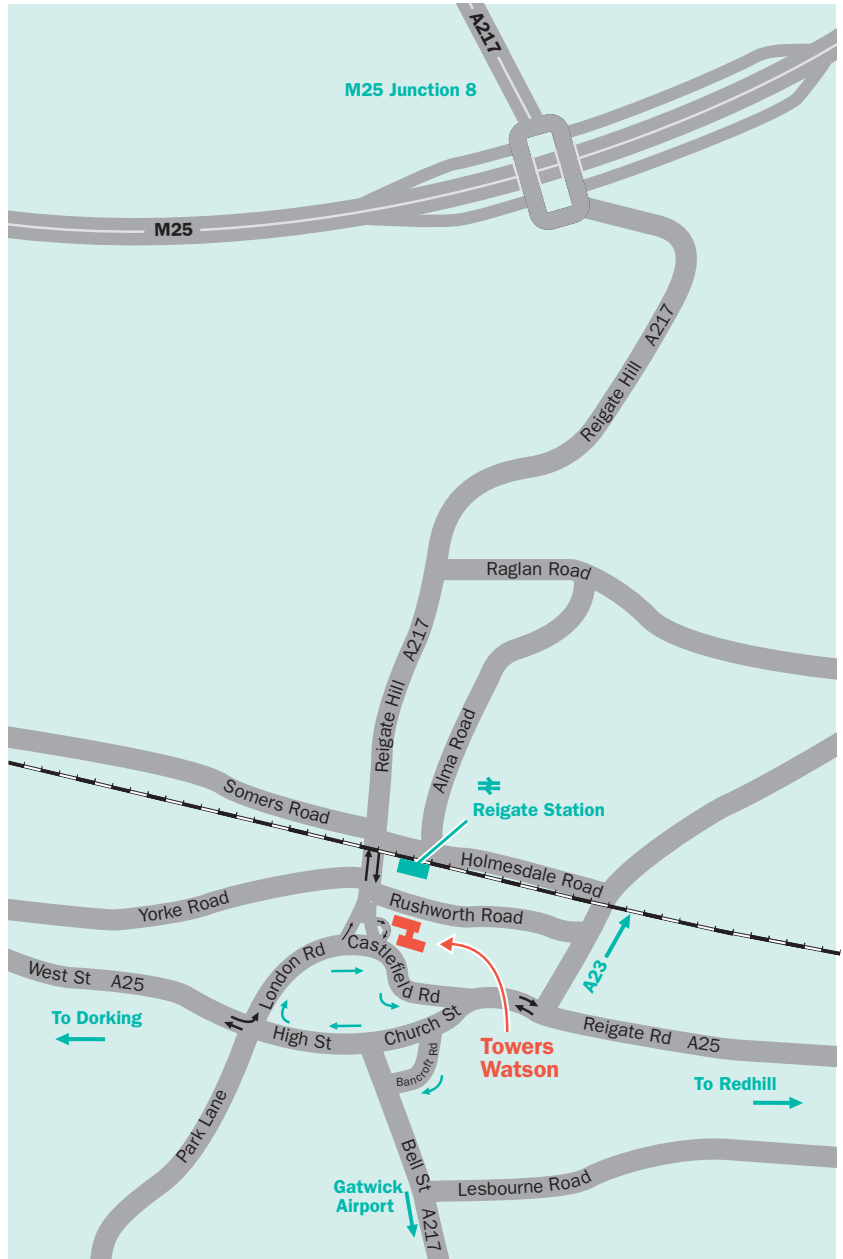 A217
M25 Junction 8
M25
A217
Reigate Hill
Raglan Road
A217
Reigate Hill
Alma Road
Reigate Station
Somers Road
Holmesdale Road
Yorke Road
Rushworth Road
Castlefield Rd
London Rd
West St A25
A23
To Dorking
High St
Church St
Reigate Rd A25
Towers
Watson
Bancroft Rd
To Redhill
Park Lane
Bell St
Lesbourne Road
Gatwick
Airport
A217